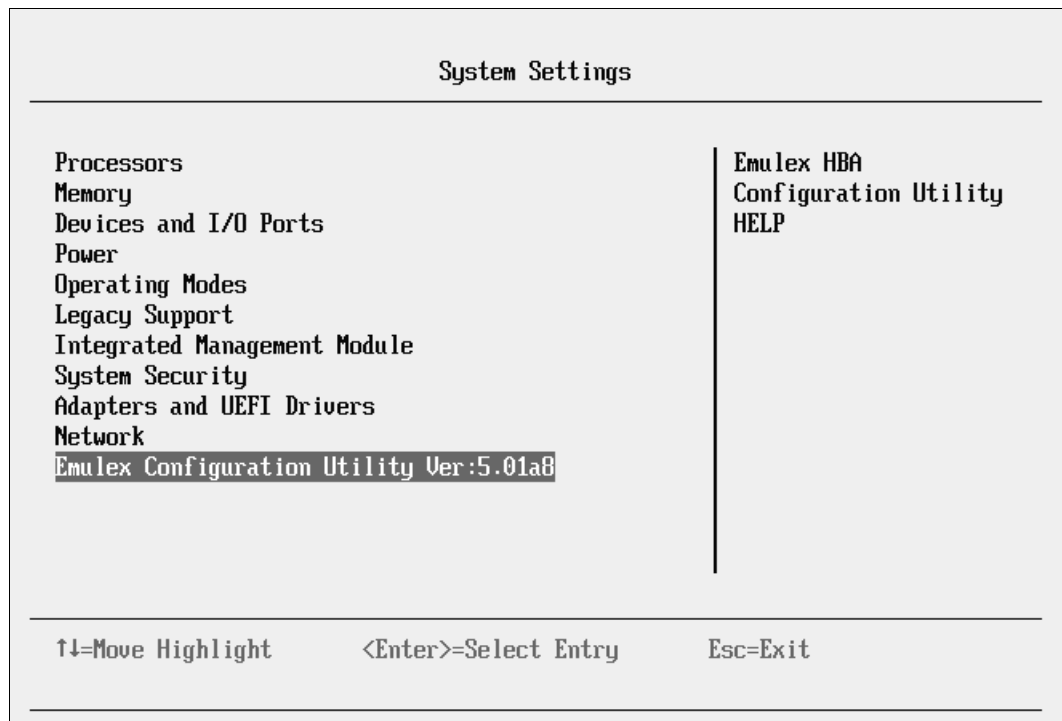 System Settings
Processors
Memory
Devices and I/O Ports
Power
Operating Modes
Legacy Support
Integrated Management Module
System Security
Adapters and UEFI Drivers
Network
Emulex Configuration Utility Ver:5.01a8
Emulex HBA
Configuration Utility
HELP
↑↓=Move Highlight <Enter>=Select Entry Esc=Exit